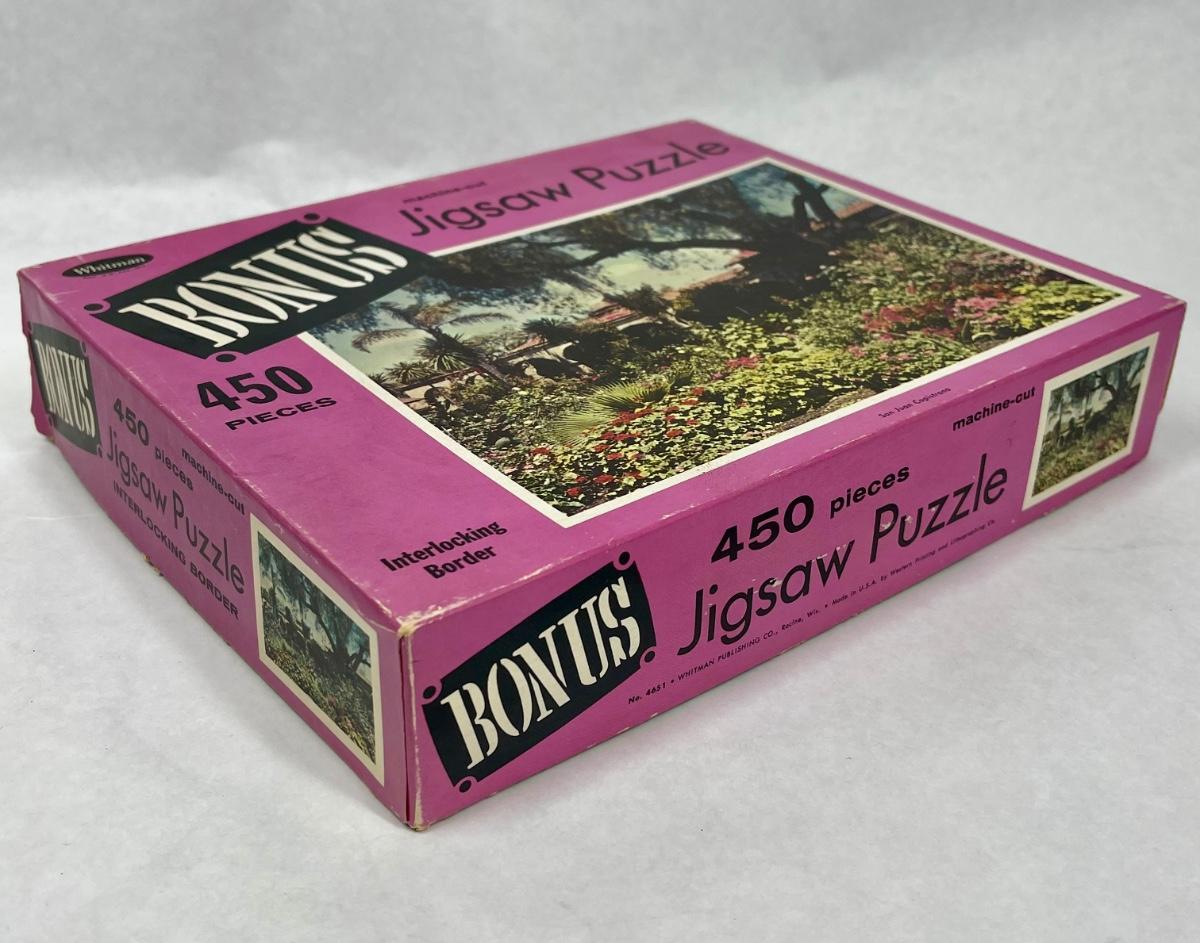 Whitman
BONUS
machine-cut
Jigsaw Puzzle
450
PIECES
Interlocking
Border
San Juan Capistrano
BONUS
450 pieces
machine-cut
Jigsaw Puzzle
INTERLOCKING BORDER
BONUS
450 pieces
machine-cut
Jigsaw Puzzle
No. 4651 • WHITMAN PUBLISHING CO., Racine, Wis. • Made in U.S.A. by Western Printing and Lithographing Co.